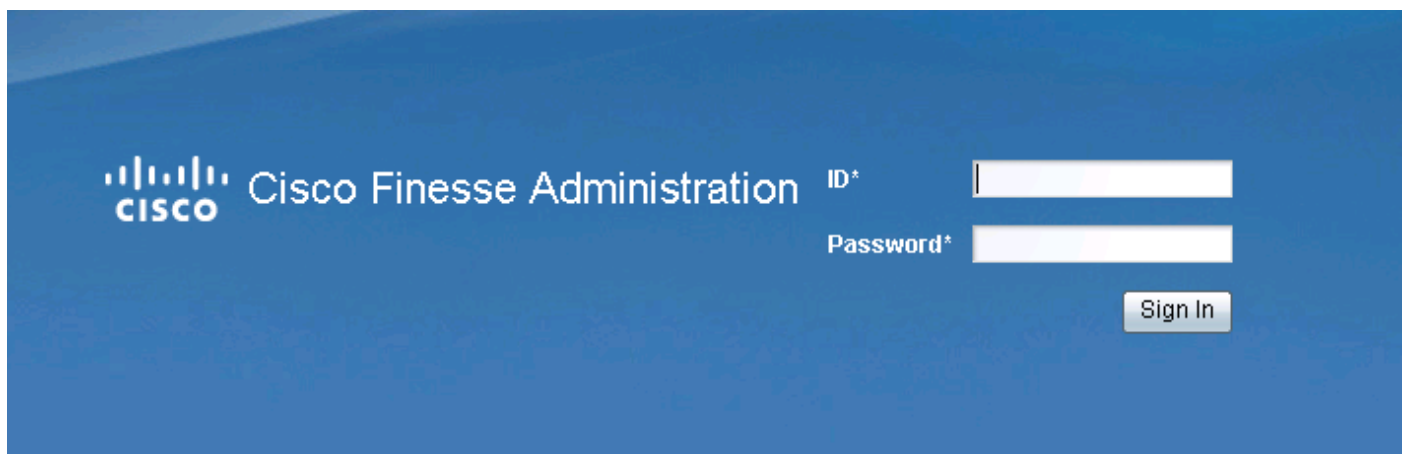 CISCO
Cisco Finesse Administration
ID*
Password*
Sign In